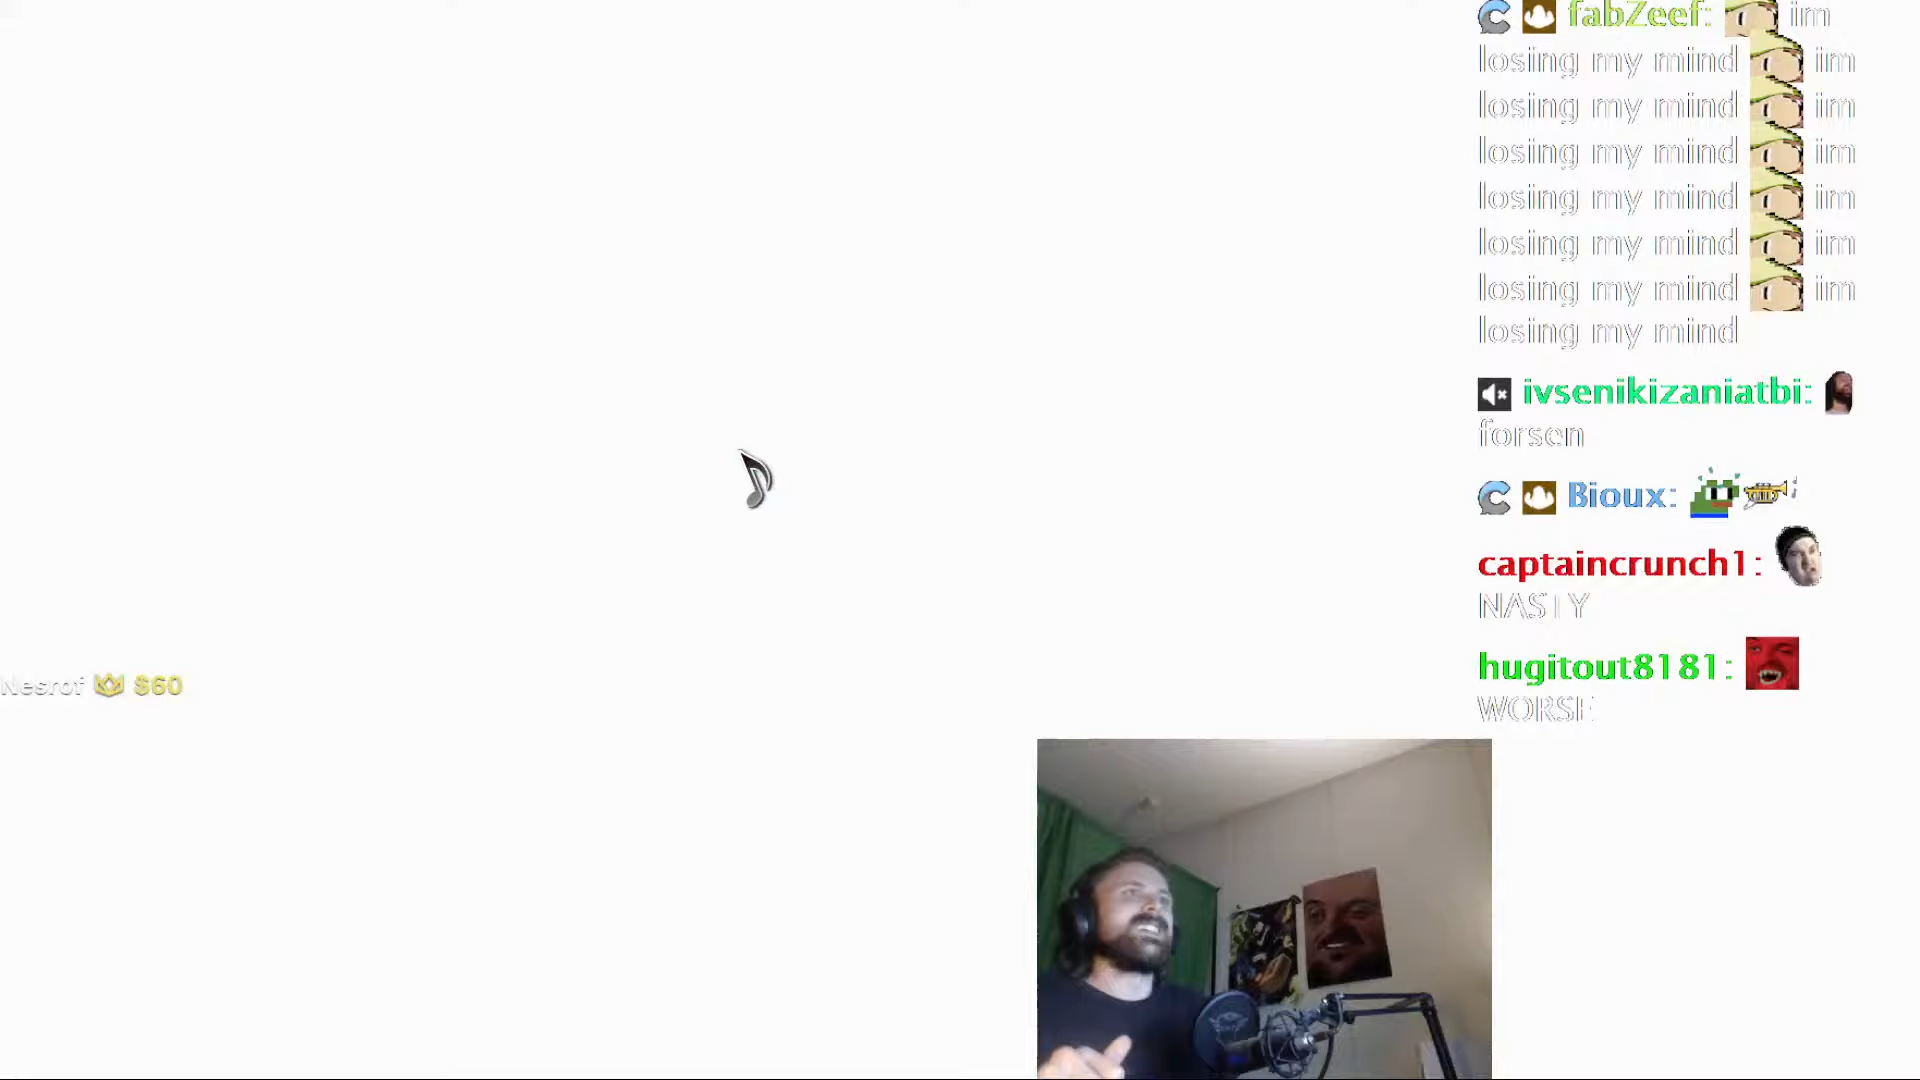 fabZeef: im
losing my mind im
losing my mind im
losing my mind im
losing my mind im
losing my mind im
losing my mind im
losing my mind
ivsenikizaniatbi:
forsen
Bioux:
captaincrunch1:
NASTY
hugitout8181:
WORSE
Nesrof $60